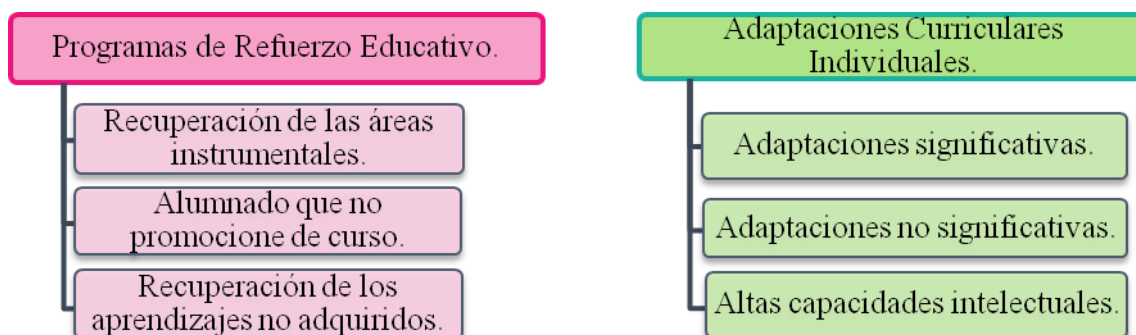 Programas de Refuerzo Educativo.
Recuperación de las áreas
instrumentales.
Alumnado que no
promocione de curso.
Recuperación de los
aprendizajes no adquiridos.
Adaptaciones Curriculares
Individuales.
Adaptaciones significativas.
Adaptaciones no significativas.
Altas capacidades intelectuales.